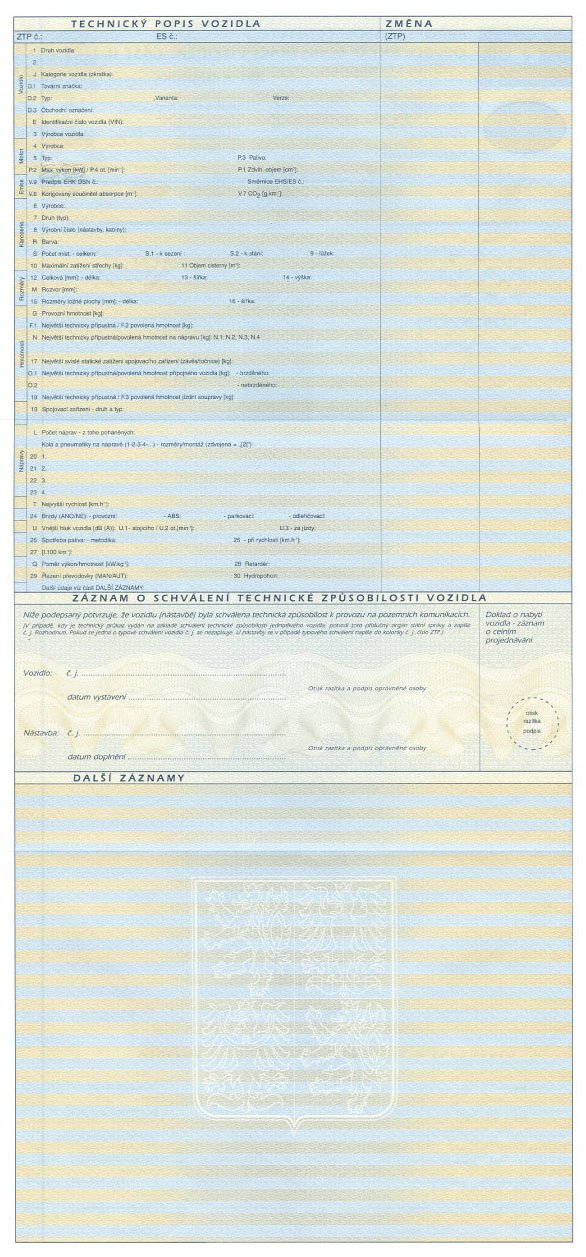 TECHNICKÝ POPIS VOZIDLA ZMĚNA
ZTP č.: ES č.: (ZTP)
Vozidlo
1 Druh vozidla:
2
J Kategorie vozidla (zkratka):
D.1 Tovární značka:
D.2 Typ: Varianta: Verze:
D.3 Obchodní označení:
E Identifikační číslo vozidla (VIN):
3 Výrobce vozidla:
Motor
4 Výrobce:
5 Typ: P.3 Palivo:
P.2 Max. výkon [kW] / P.4 ot. [min⁻¹]: P.1 Zdvih. objem [cm³]:
Emise
V.9 Předpis EHK OSN č.: Směrnice EHS/ES č.:
V.6 Korigovaný součinitel absorpce [m⁻¹]: V.7 CO₂ [g.km⁻¹]:
Karoserie
6 Výrobce:
7 Druh (typ):
8 Výrobní číslo (nástavby, kabiny):
R Barva:
S Počet míst: - celkem: S.1 - k sezení: S.2 - k stání: 9 - lůžek:
10 Maximální zatížení střechy [kg]: 11 Objem cisterny [m³]:
Rozměry
12 Celková [mm]: - délka: 13 - šířka: 14 - výška:
M Rozvor [mm]:
15 Rozměry ložné plochy [mm]: - délka: 16 - šířka:
Hmotnosti
G Provozní hmotnost [kg]:
F.1 Největší technicky přípustná / F.2 povolená hmotnost [kg]:
N Největší technicky přípustná/povolená hmotnost na nápravu [kg]: N.1, N.2, N.3, N.4
17 Největší svislé statické zatížení spojovacího zařízení (závěs/točnice) [kg]:
O.1 Největší technicky přípustná/povolená hmotnost přípojného vozidla [kg]: - brzděného:
O.2 - nebrzděného:
18 Největší technicky přípustná / F.3 povolená hmotnost jízdní soupravy [kg]:
19 Spojovací zařízení - druh a typ:
Nápravy
L Počet náprav - z toho poháněných:
Kola a pneumatiky na nápravě (1-2-3-4-...) - rozměry/montáž (zdvojená = „[2]"):
20 1.
21 2.
22 3.
23 4.
T Nejvyšší rychlost [km.h⁻¹]:
24 Brzdy (ANO/NE): - provozní: - ABS: - parkovací: - odlehčovací:
U Vnější hluk vozidla [dB (A)]: U.1- stojícího / U.2 ot.[min⁻¹]: U.3 - za jízdy:
25 Spotřeba paliva: - metodika: 26 - při rychlosti [km.h⁻¹]:
27 [l.100 km⁻¹]:
Q Poměr výkon/hmotnost [kW.kg⁻¹]: 28 Retardér:
29 Řazení převodovky (MAN/AUT): 30 Hydropohon:
Další údaje viz část DALŠÍ ZÁZNAMY:
ZÁZNAM O SCHVÁLENÍ TECHNICKÉ ZPŮSOBILOSTI VOZIDLA
Níže podepsaný potvrzuje, že vozidlu (nástavbě) byla schválena technická způsobilost k provozu na pozemních komunikacích.
(V případě, kdy je technický průkaz vydán na základě schválení technické způsobilosti jednotlivého vozidla, potvrdí toto příslušný orgán státní správy a zapíše
č. j. Rozhodnutí. Pokud se jedná o typové schválení vozidla č. j. se nezapisuje. U nástavby se v případě typového schválení napíše do kolonky č. j. číslo ZTP.)
Doklad o nabytí
vozidla - záznam
o celním
projednávání
Vozidlo: č. j.
Otisk razítka a podpis oprávněné osoby
datum vystavení
Nástavba: č. j.
Otisk razítka a podpis oprávněné osoby
datum doplnění
otisk
razítka
podpis
DALŠÍ ZÁZNAMY